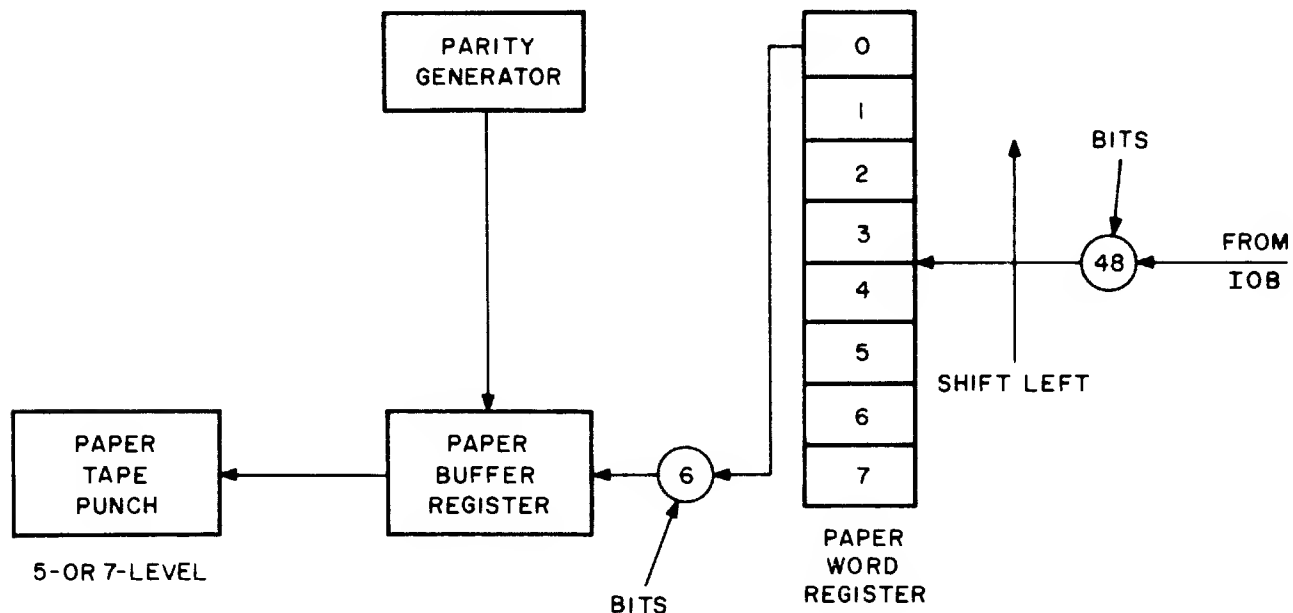 PARITY
GENERATOR
0
1
2
3
4
5
6
7
BITS
48
FROM
IOB
SHIFT LEFT
PAPER
TAPE
PUNCH
PAPER
BUFFER
REGISTER
6
5-OR 7-LEVEL
BITS
PAPER
WORD
REGISTER